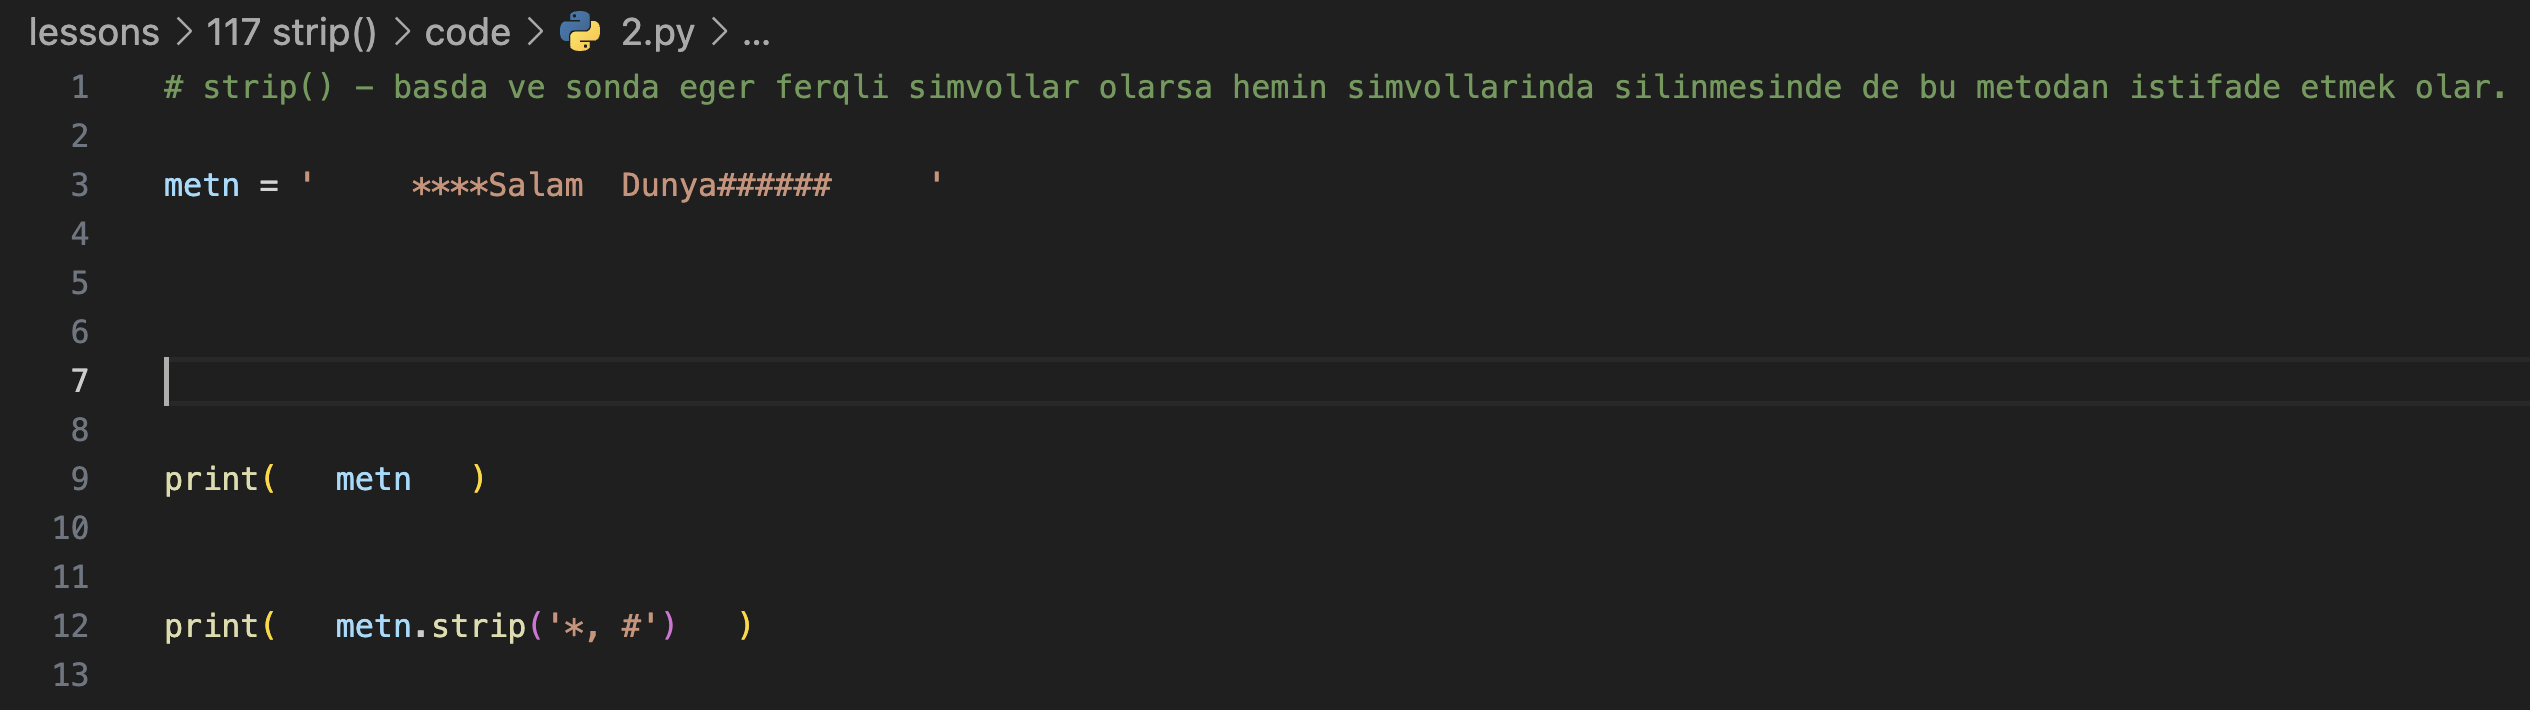 lessons > 117 strip() > code > 2.py > ...
1 # strip() - basda ve sonda eger ferqli simvollar olarsa hemin simvollarinda silinmesinde de bu metodan istifade etmek olar.
2
3 metn = '     ****Salam  Dunya######     '
4
5
6
7
8
9 print(   metn   )
10
11
12 print(   metn.strip('*, #')   )
13